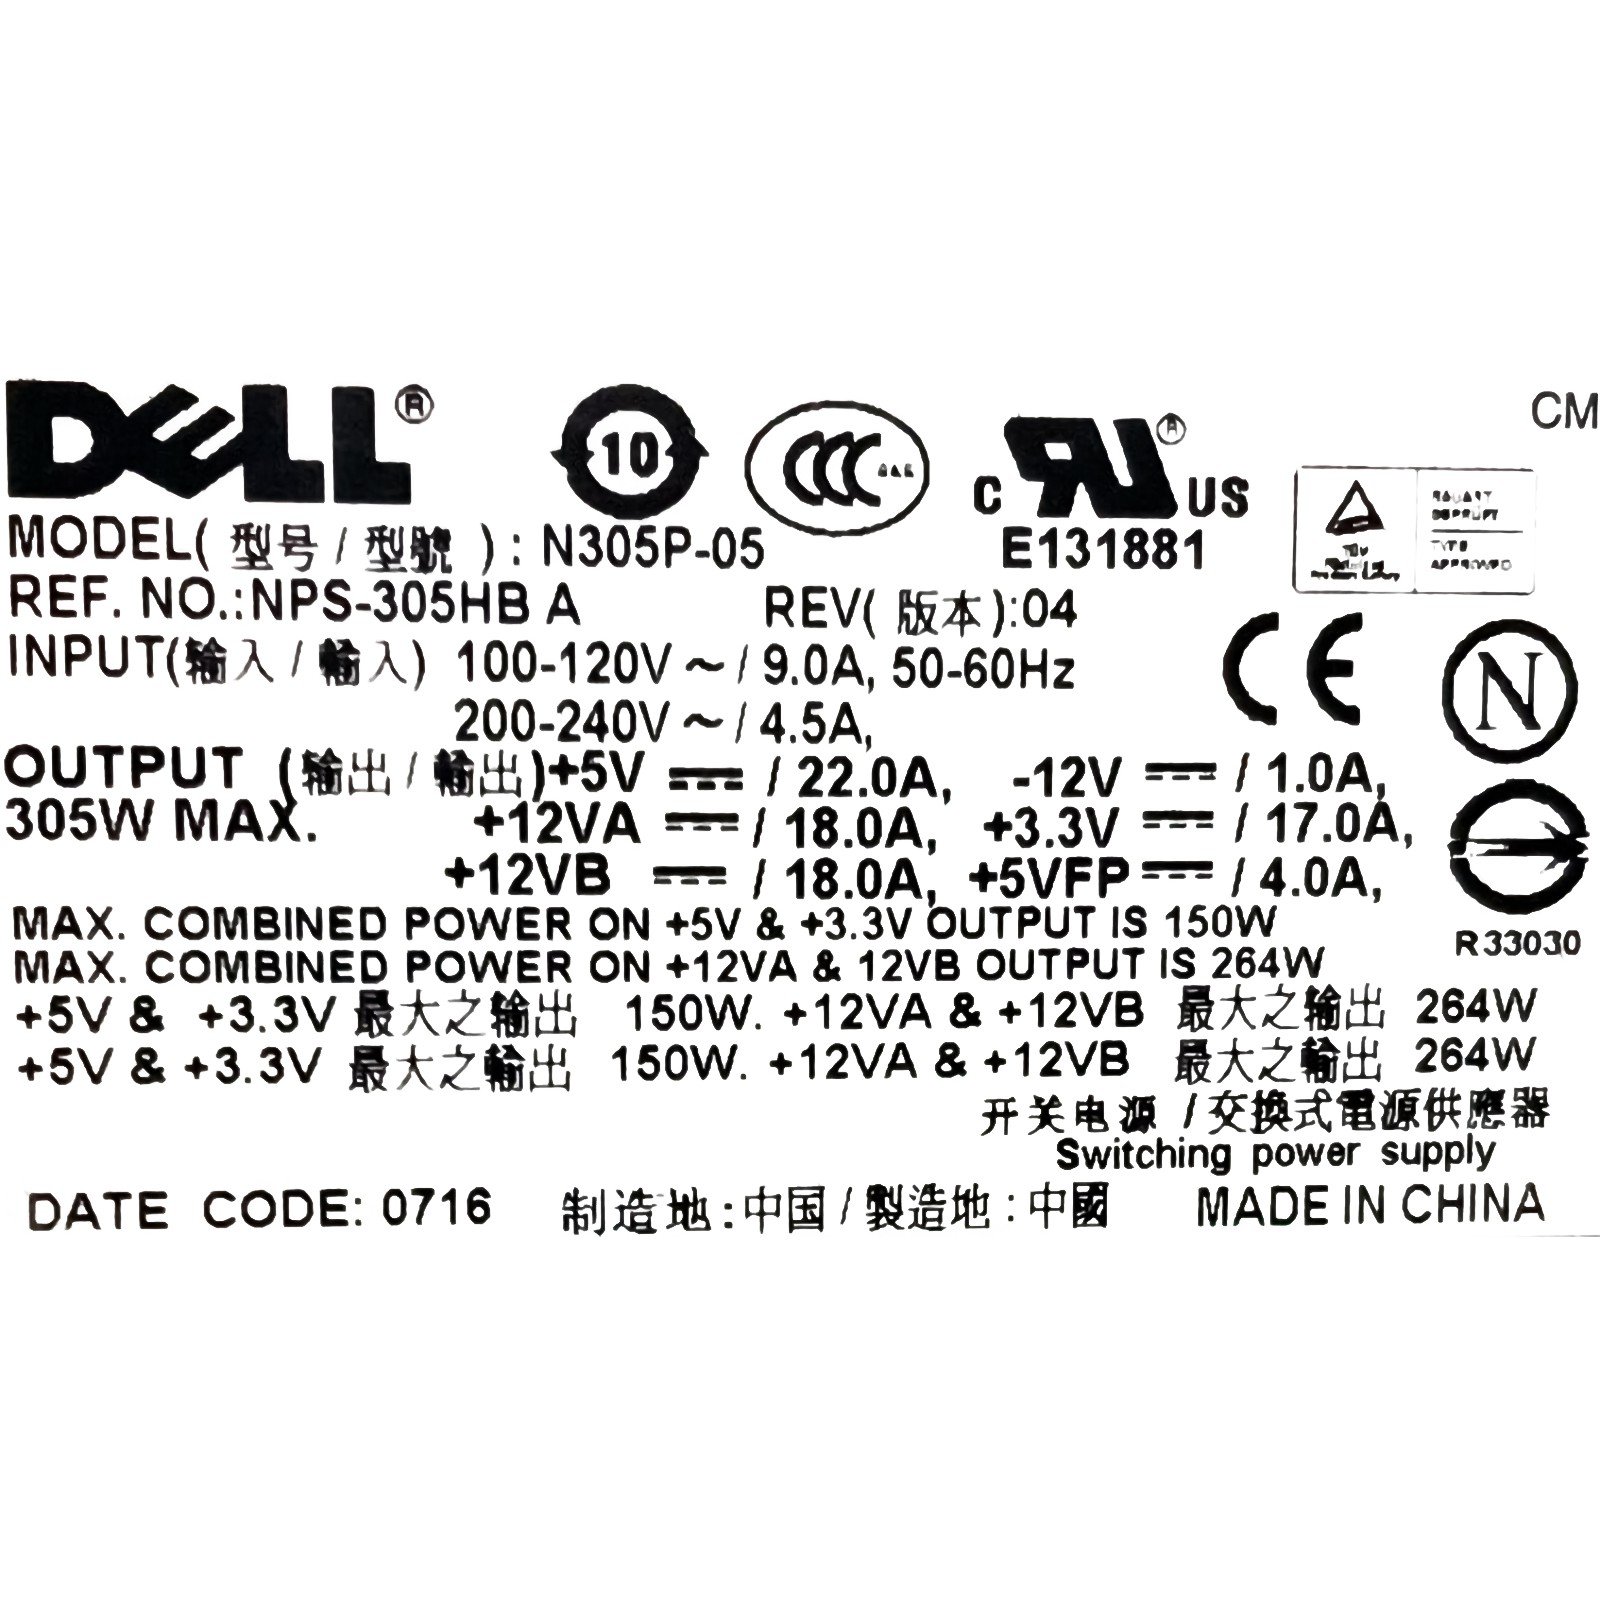 DELL® 10 CCC S&E CM
c RU® US
MODEL( 型号 / 型號 ) : N305P-05 E131881
TYPE
APPROVED
REF. NO.:NPS-305HB A REV( 版本 ):04
INPUT(输入 / 輸入) 100-120V ~ / 9.0A, 50-60Hz CE N
200-240V ~ / 4.5A,
OUTPUT (输出 / 輸出)+5V ⎓ / 22.0A, -12V ⎓ / 1.0A,
305W MAX. +12VA ⎓ / 18.0A, +3.3V ⎓ / 17.0A,
+12VB ⎓ / 18.0A, +5VFP ⎓ / 4.0A,
MAX. COMBINED POWER ON +5V & +3.3V OUTPUT IS 150W
R33030
MAX. COMBINED POWER ON +12VA & 12VB OUTPUT IS 264W
+5V & +3.3V 最大之输出 150W. +12VA & +12VB 最大之输出 264W
+5V & +3.3V 最大之輸出 150W. +12VA & +12VB 最大之輸出 264W
开关电源 / 交換式電源供應器
Switching power supply
DATE CODE: 0716 制造地:中国 / 製造地:中國 MADE IN CHINA